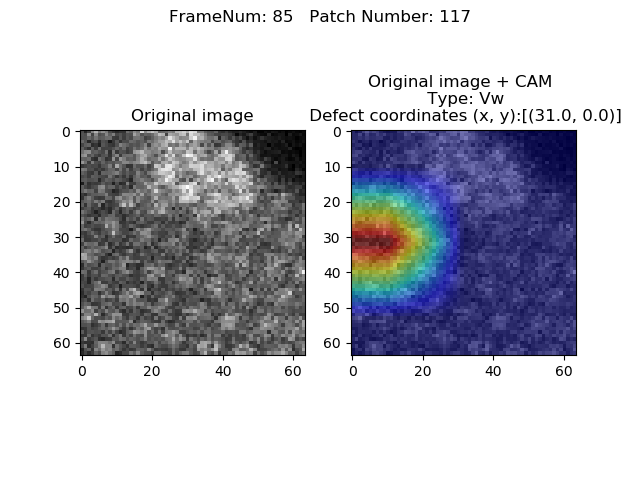 FrameNum: 85   Patch Number: 117
Original image
Original image + CAM
Type: Vw
Defect coordinates (x, y):[(31.0, 0.0)]
0
10
20
30
40
50
60
0 20 40 60
0
10
20
30
40
50
60
0 20 40 60